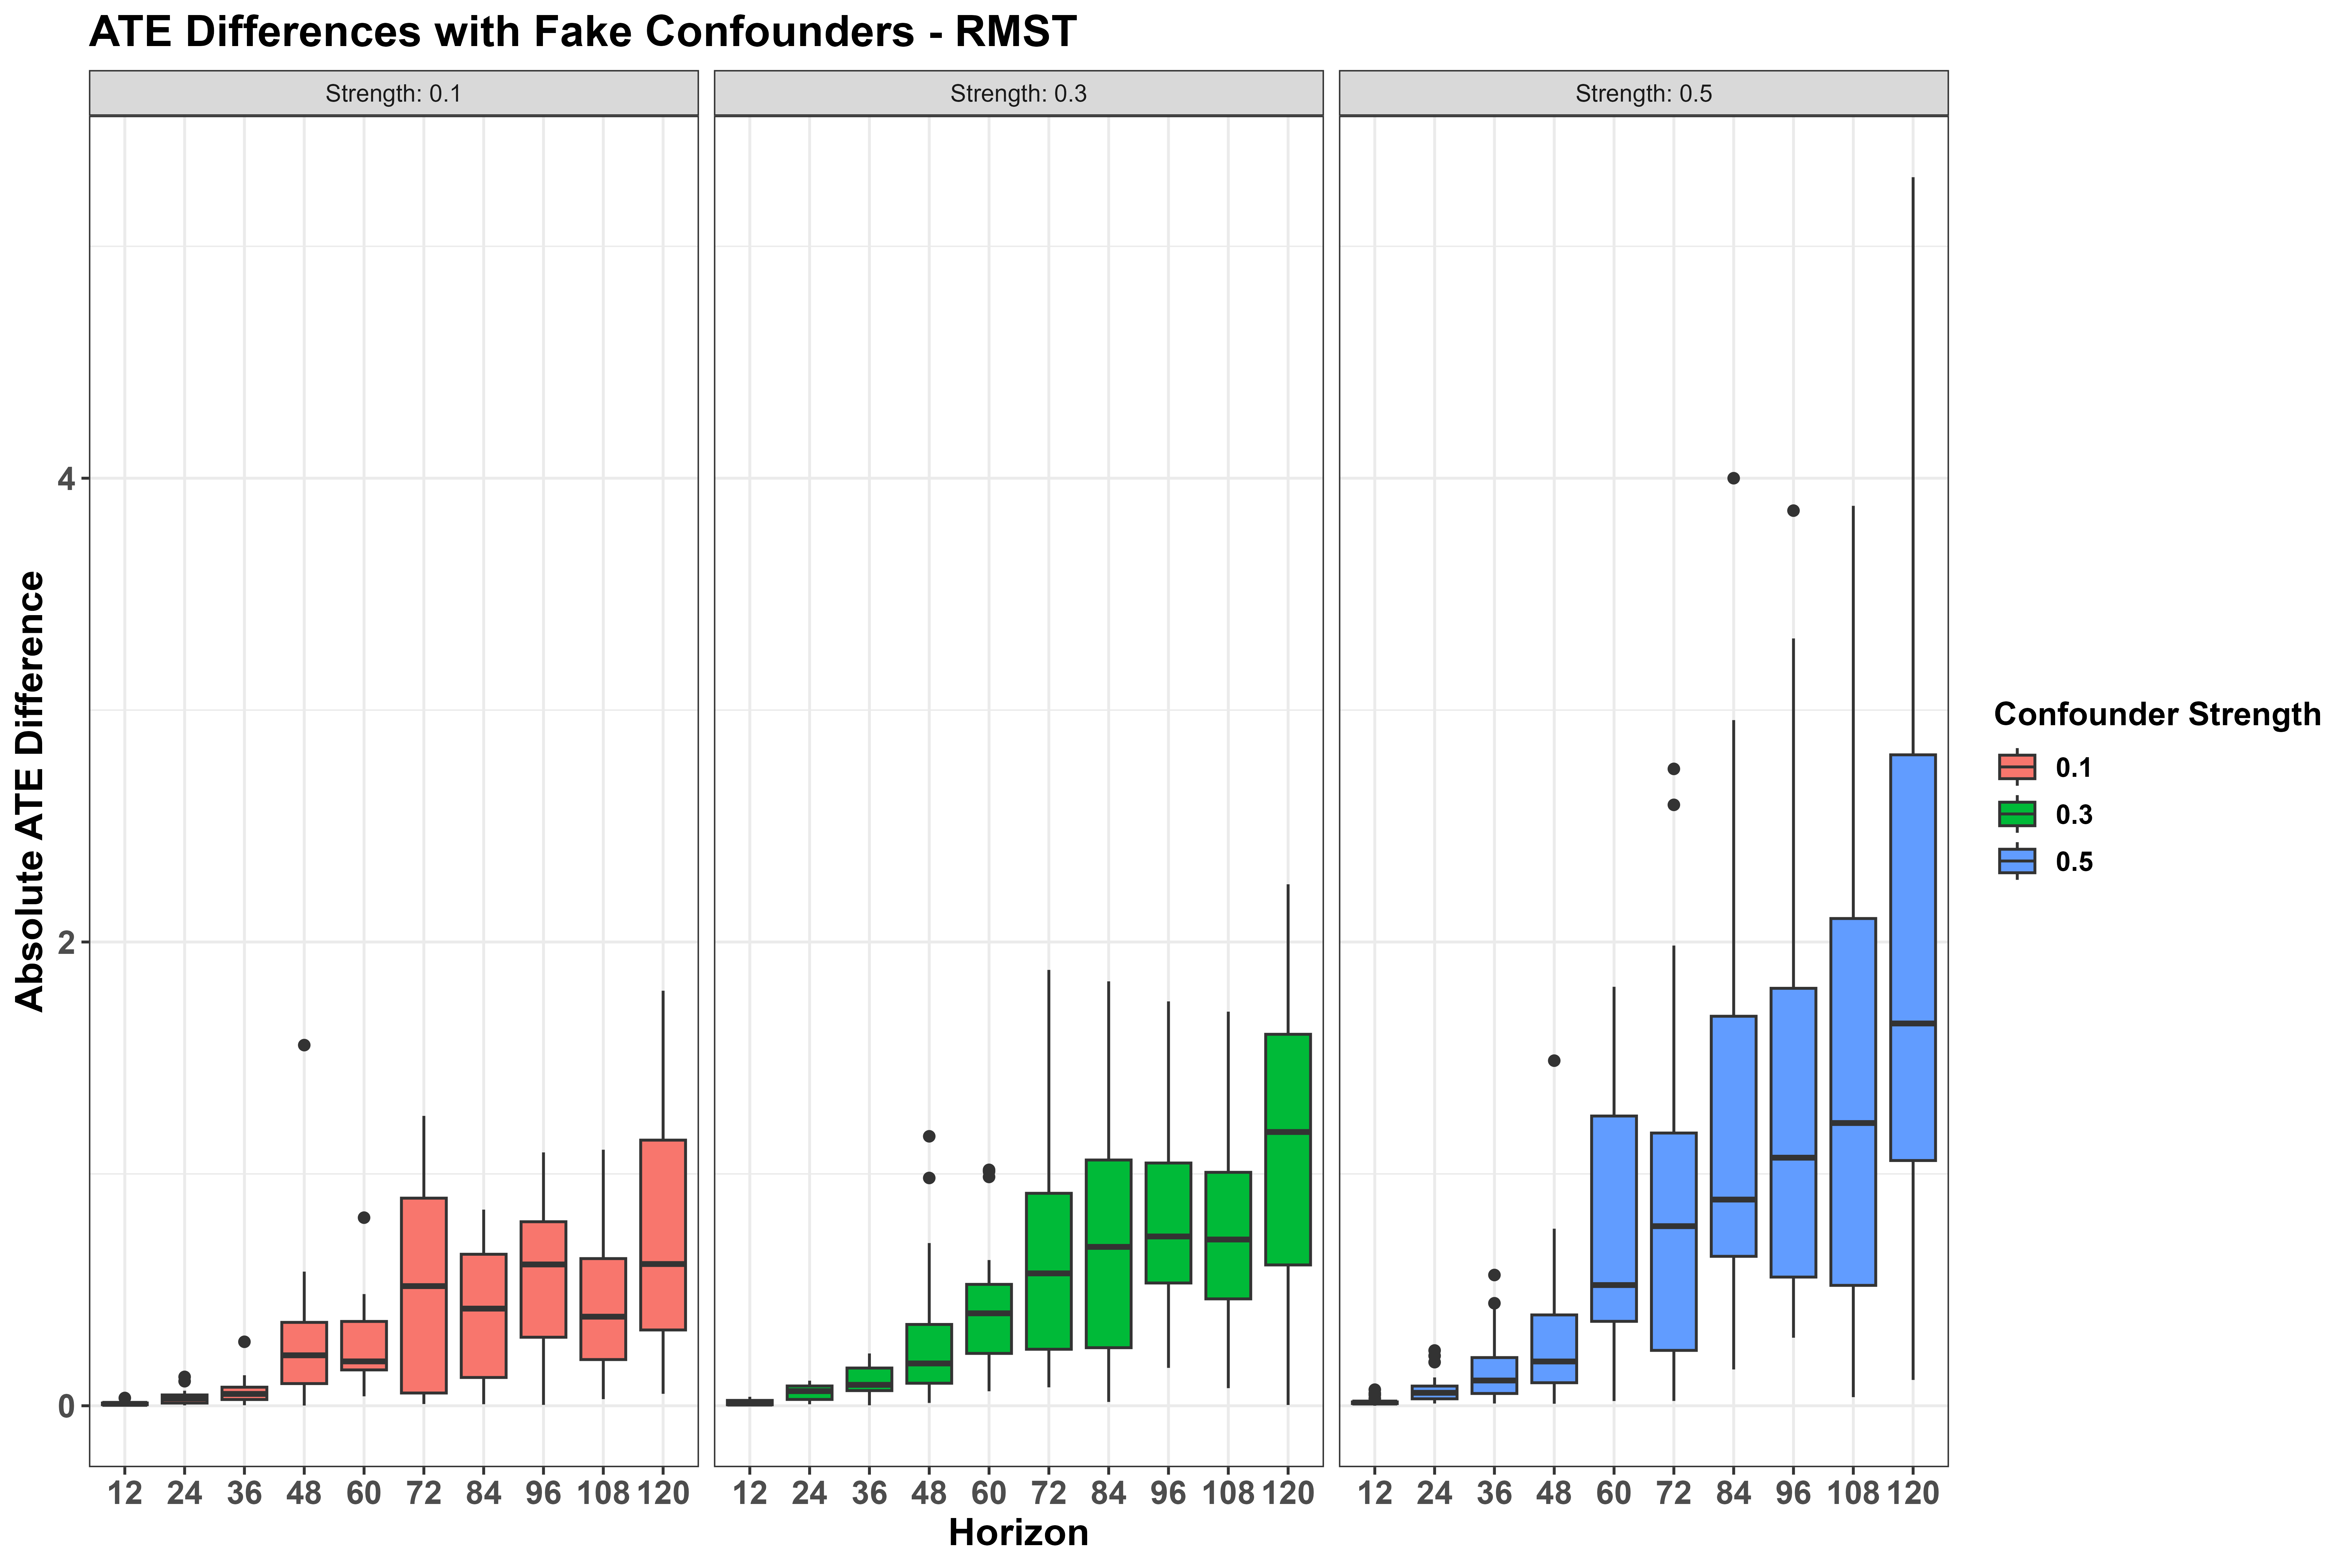 ATE Differences with Fake Confounders - RMST
Strength: 0.1
Strength: 0.3
Strength: 0.5
Absolute ATE Difference
4
2
0
12 24 36 48 60 72 84 96 108 120
12 24 36 48 60 72 84 96 108 120
12 24 36 48 60 72 84 96 108 120
Horizon
Confounder Strength
0.1
0.3
0.5